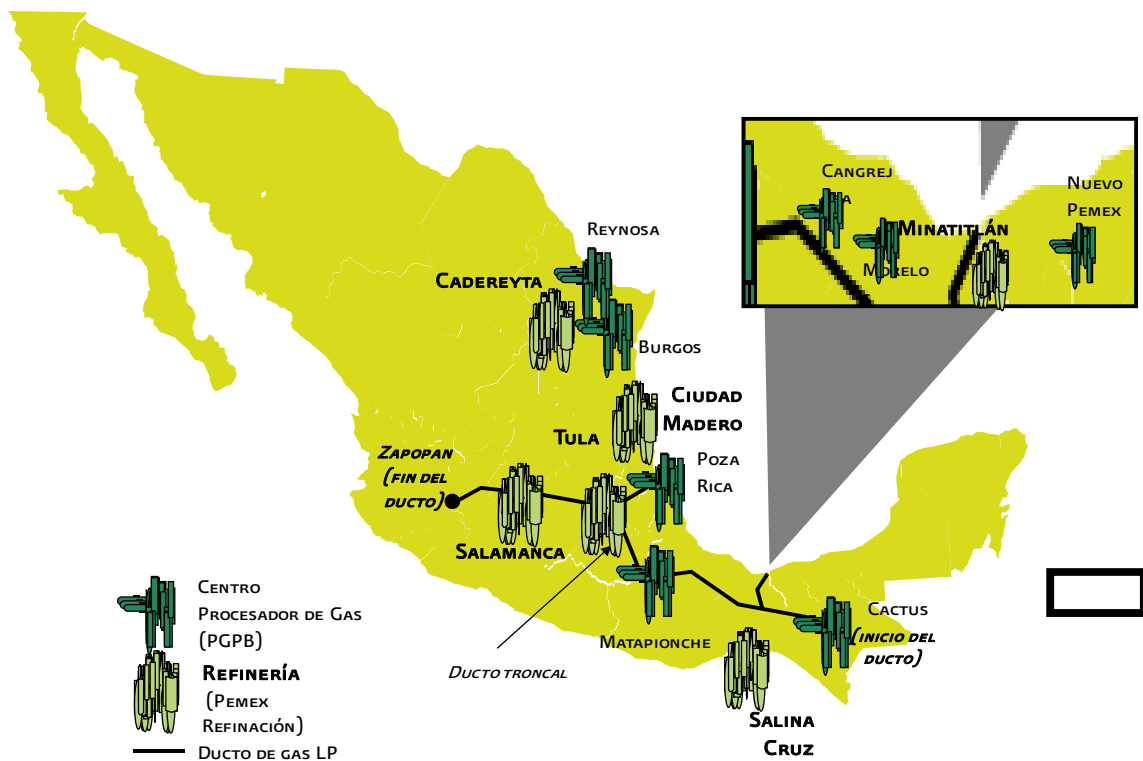 Cangrej
a
Nuevo
Pemex
Minatitlán
Morelo
Reynosa
Cadereyta
Burgos
Ciudad
Madero
Tula
Zapopan
(fin del
ducto)
Poza
Rica
Salamanca
Matapionche
Cactus
(inicio del
ducto)
Ducto troncal
Salina
Cruz
Centro
Procesador de Gas
(PGPB)
Refinería
(Pemex
Refinación)
Ducto de gas LP